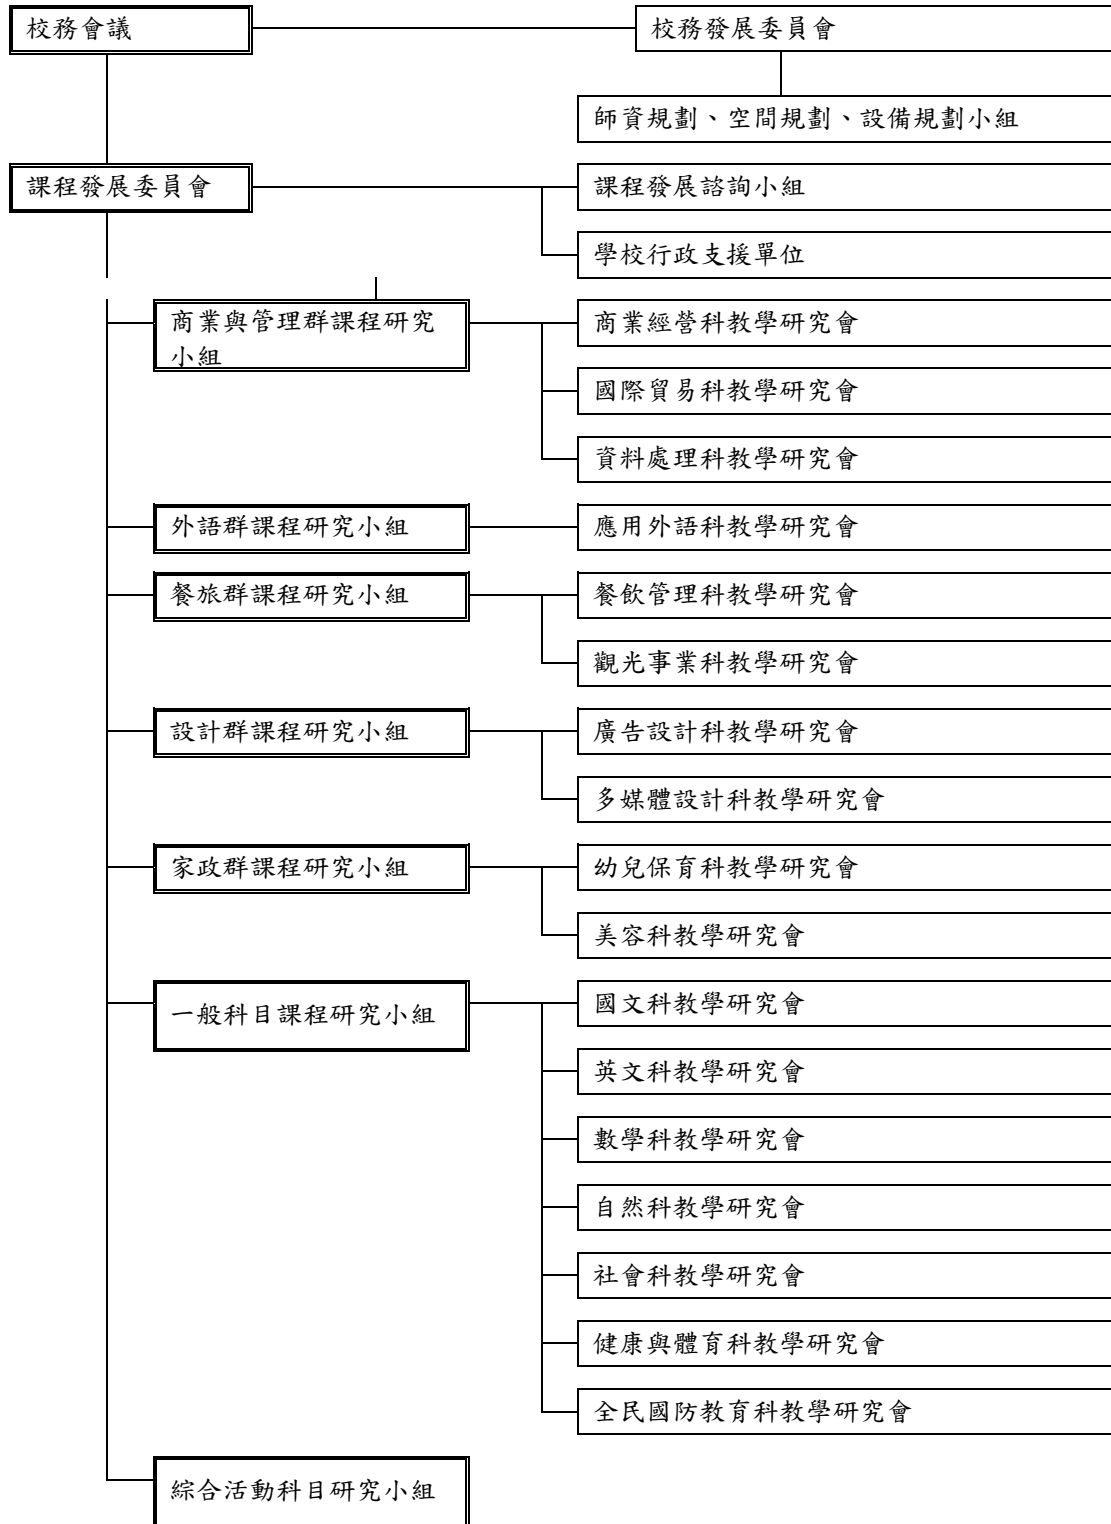 校務會議
校務發展委員會
師資規劃、空間規劃、設備規劃小組
課程發展委員會
課程發展諮詢小組
學校行政支援單位
商業與管理群課程研究
小組
商業經營科教學研究會
國際貿易科教學研究會
資料處理科教學研究會
外語群課程研究小組
應用外語科教學研究會
餐旅群課程研究小組
餐飲管理科教學研究會
觀光事業科教學研究會
設計群課程研究小組
廣告設計科教學研究會
多媒體設計科教學研究會
家政群課程研究小組
幼兒保育科教學研究會
美容科教學研究會
一般科目課程研究小組
國文科教學研究會
英文科教學研究會
數學科教學研究會
自然科教學研究會
社會科教學研究會
健康與體育科教學研究會
全民國防教育科教學研究會
綜合活動科目研究小組